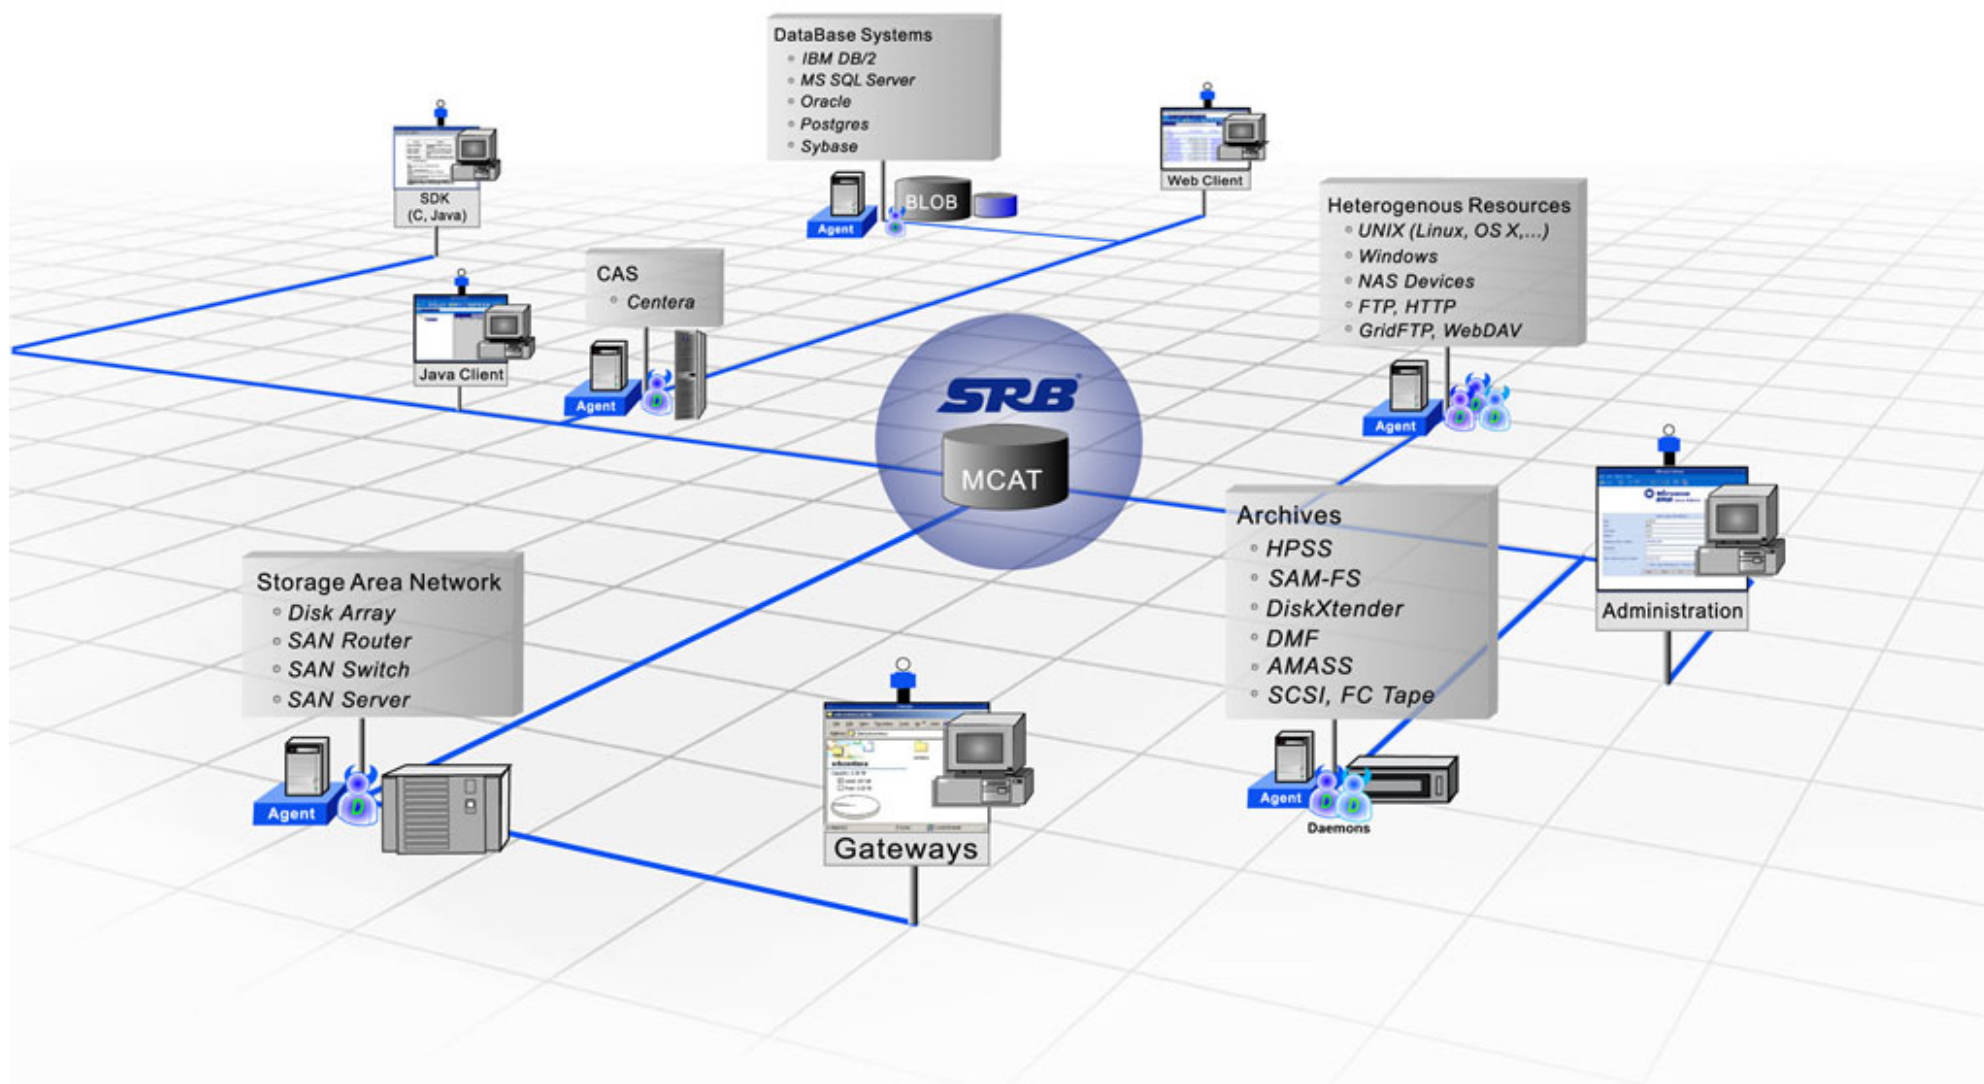 DataBase Systems
IBM DB/2
MS SQL Server
Oracle
Postgres
Sybase
Agent
BLOB
SDK
(C, Java)
Web Client
Heterogenous Resources
UNIX (Linux, OS X,...)
Windows
NAS Devices
FTP, HTTP
GridFTP, WebDAV
Agent
CAS
Centera
Agent
Java Client
SRB
MCAT
Archives
HPSS
SAM-FS
DiskXtender
DMF
AMASS
SCSI, FC Tape
Agent
Daemons
Administration
Storage Area Network
Disk Array
SAN Router
SAN Switch
SAN Server
Agent
Gateways